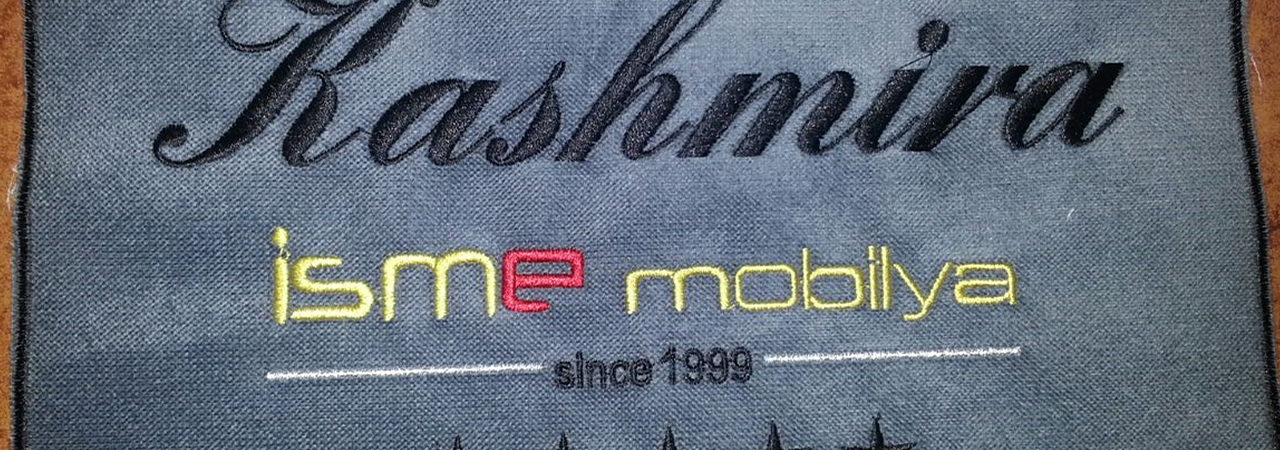 Kashmira
isme mobilya
since 1999